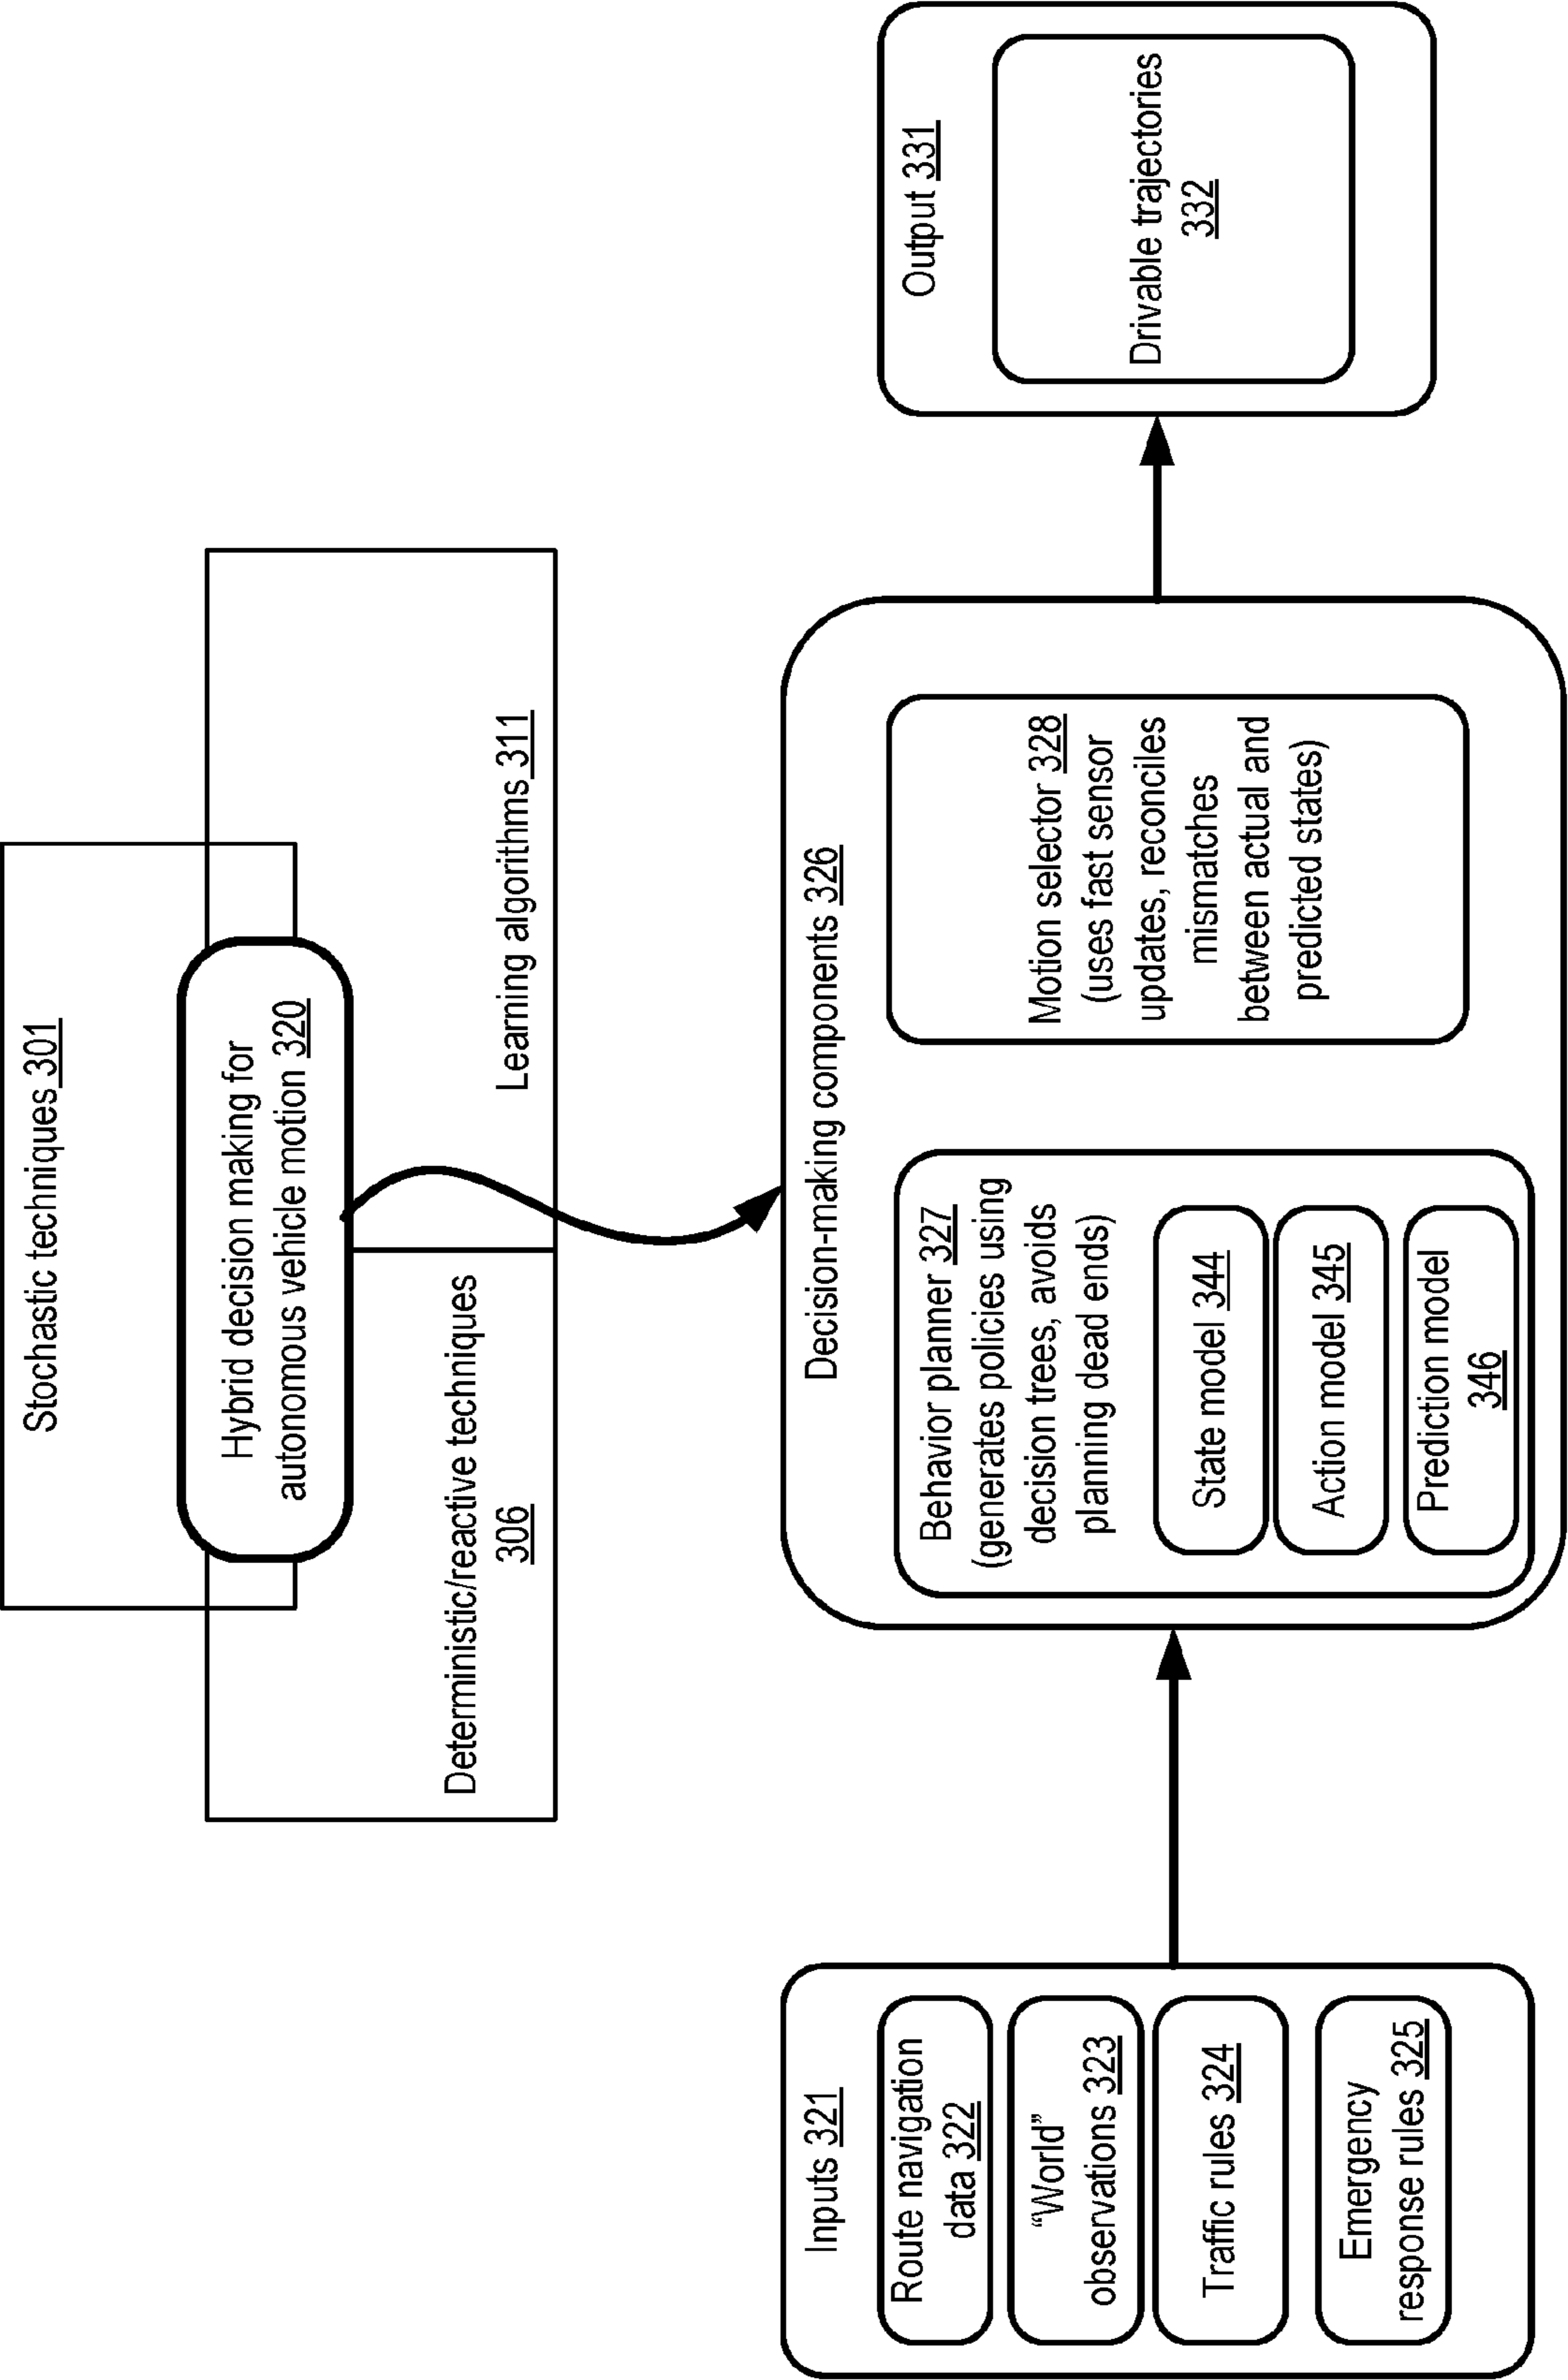 Stochastic techniques 301
Hybrid decision making for
autonomous vehicle motion 320
Deterministic/reactive techniques
306
Learning algorithms 311
Inputs 321
Route navigation
data 322
“World”
observations 323
Traffic rules 324
Emergency
response rules 325
Decision-making components 326
Behavior planner 327
(generates policies using
decision trees, avoids
planning dead ends)
State model 344
Action model 345
Prediction model
346
Motion selector 328
(uses fast sensor
updates, reconciles
mismatches
between actual and
predicted states)
Output 331
Drivable trajectories
332